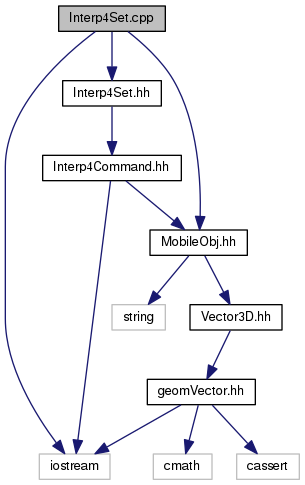 Interp4Set.cpp
Interp4Set.hh
Interp4Command.hh
MobileObj.hh
string
Vector3D.hh
geomVector.hh
iostream
cmath
cassert